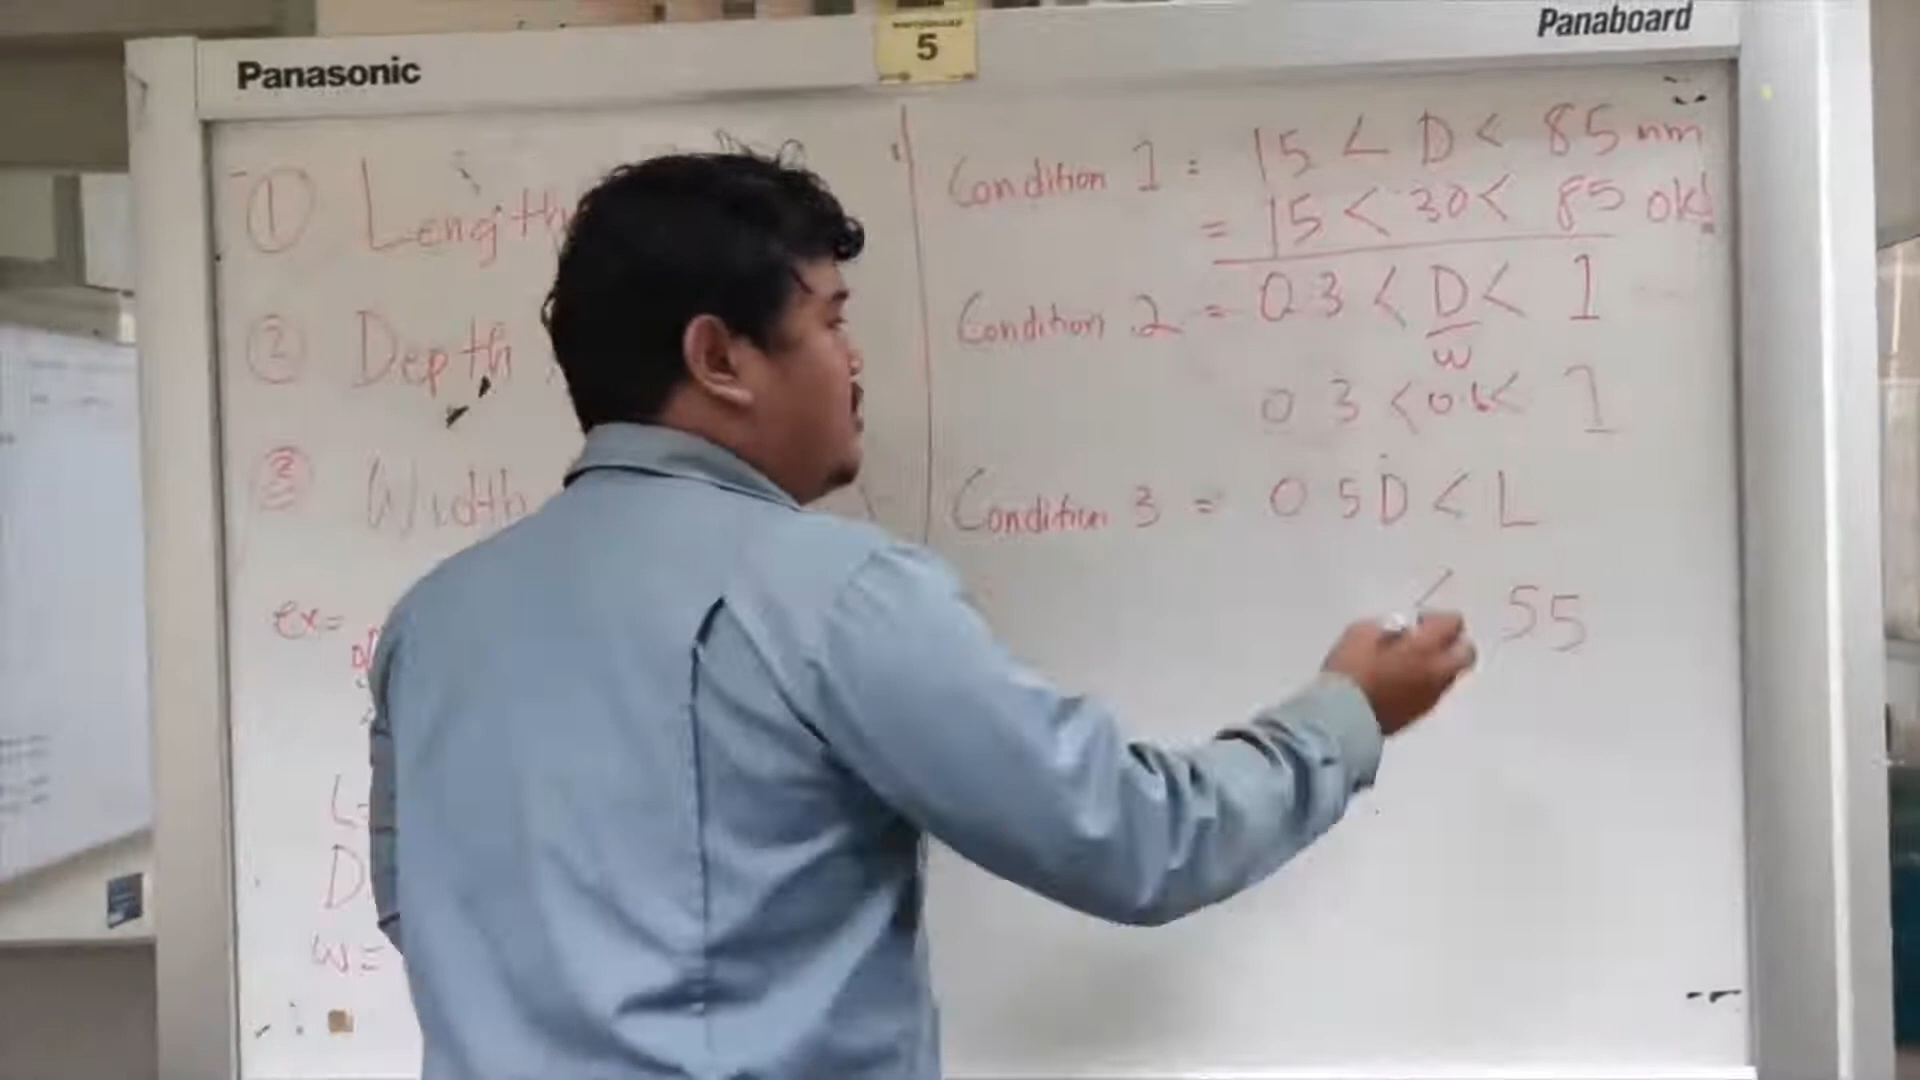 Panasonic
5
Panaboard
① Length
② Depth
③ Width
ex=
L=
D
W=
Condition 1 = 15 < D < 85 mm
= 15 < 30 < 85 ok!
Condition 2 = 0.3 < D/W < 1
0.3 < 0.6 < 1
Condition 3 = 0.5D < L
< 55